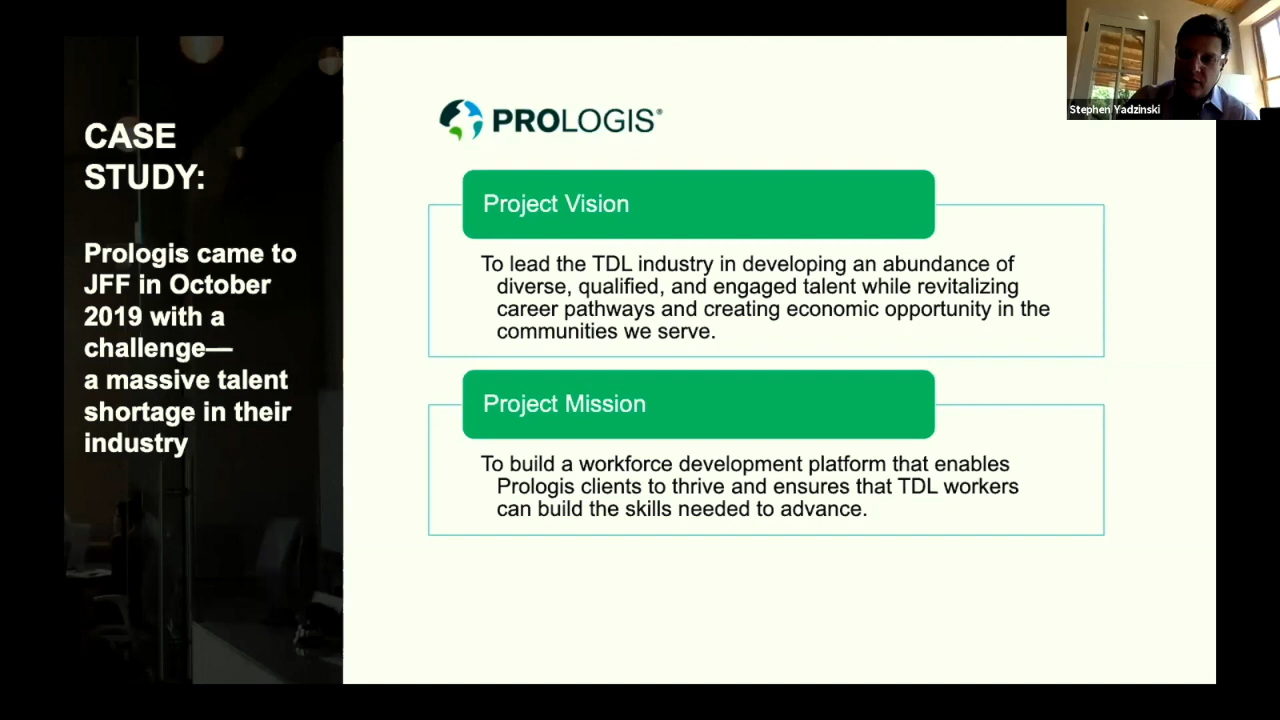 CASE
STUDY:
Prologis came to
JFF in October
2019 with a
challenge—
a massive talent
shortage in their
industry
PROLOGIS®
Project Vision
To lead the TDL industry in developing an abundance of
diverse, qualified, and engaged talent while revitalizing
career pathways and creating economic opportunity in the
communities we serve.
Project Mission
To build a workforce development platform that enables
Prologis clients to thrive and ensures that TDL workers
can build the skills needed to advance.
Stephen Yadzinski